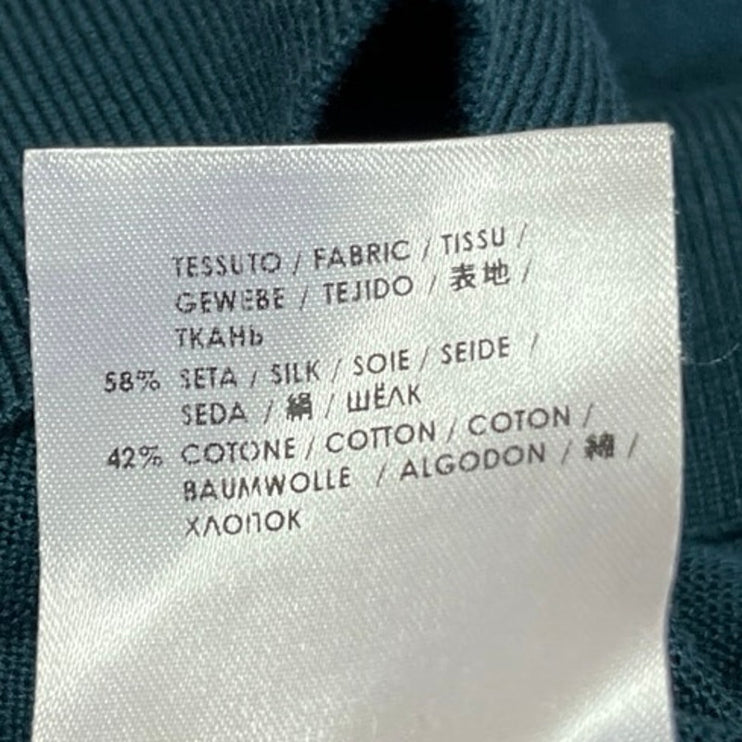 TESSUTO / FABRIC / TISSU /
GEWEBE / TEJIDO / 表地 /
ТКАНЬ
58% SETA / SILK / SOIE / SEIDE /
SEDA / 絹 / ШЁЛК
42% COTONE / COTTON / COTON /
BAUMWOLLE / ALGODON / 綿 /
ХЛОПОК